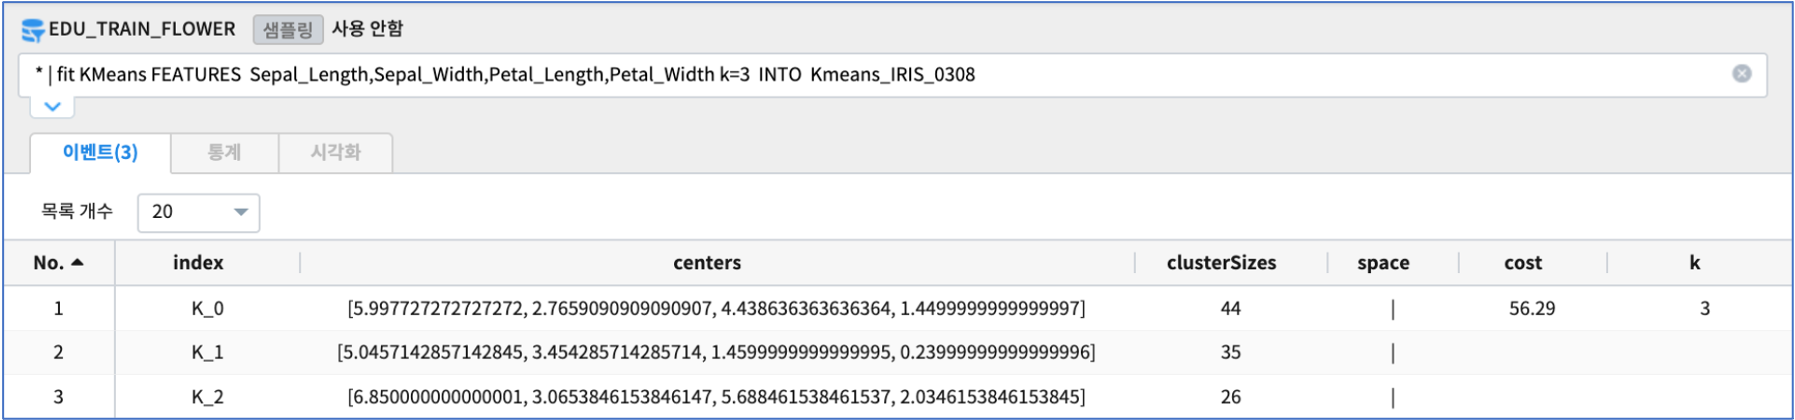 EDU_TRAIN_FLOWER 샘플링 사용 안함
* | fit KMeans FEATURES Sepal_Length,Sepal_Width,Petal_Length,Petal_Width k=3 INTO Kmeans_IRIS_0308
이벤트(3) 통계 시각화
목록 개수 20
No. index centers clusterSizes space cost k
1 K_0 [5.997727272727272, 2.7659090909090907, 4.438636363636364, 1.4499999999999997] 44 | 56.29 3
2 K_1 [5.0457142857142845, 3.454285714285714, 1.4599999999999995, 0.23999999999999996] 35 |
3 K_2 [6.850000000000001, 3.0653846153846147, 5.688461538461537, 2.0346153846153845] 26 |